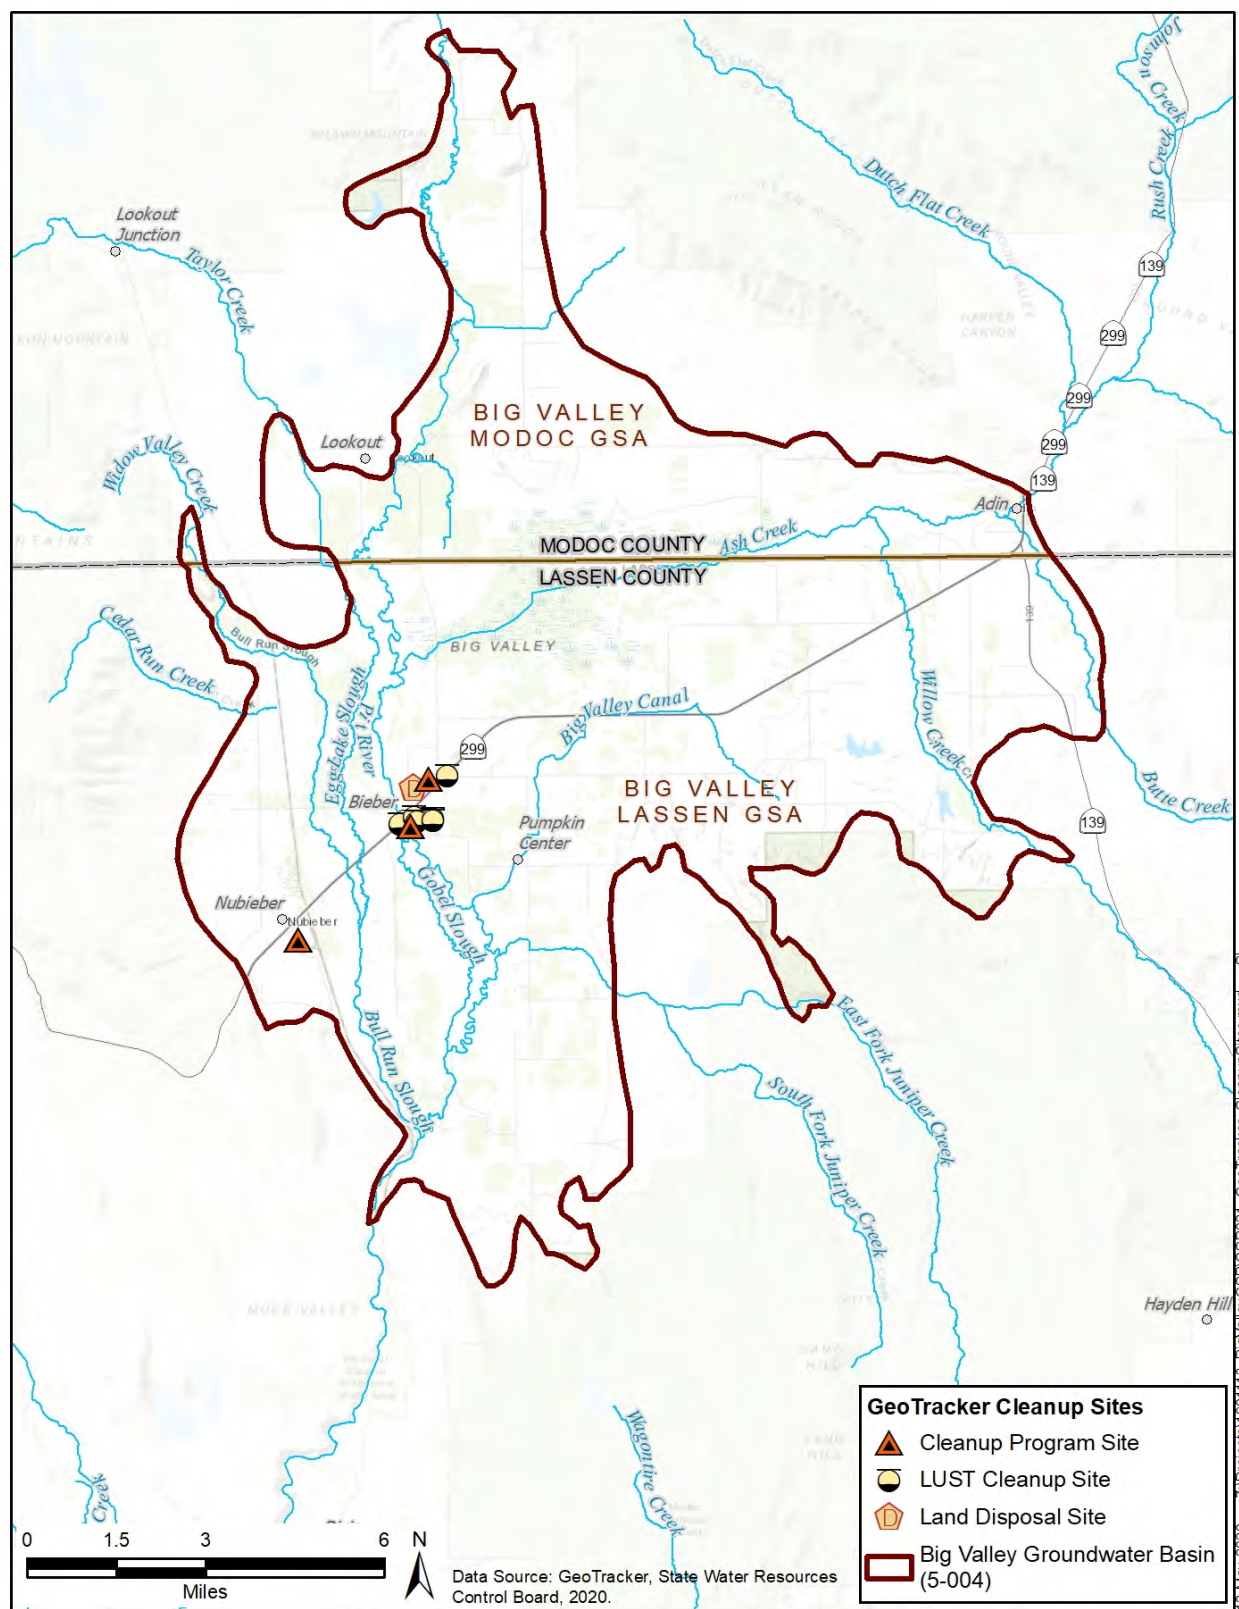 Johnson Creek
Dutch Flat Creek
Rush Creek
Lookout
Junction
Taylor Creek
139
HARPER
CANYON
299
299
BIG VALLEY
MODOC GSA
Lookout
299
Widow Valley Creek
139
Adin
Ash Creek
MODOC COUNTY
LASSEN COUNTY
139
Cedar Run Creek
Bull Run Slough
BIG VALLEY
Willow Creek
Egg Lake Slough
Pit River
Big Valley Canal
299
Butte Creek
D
Bieber
BIG VALLEY
LASSEN GSA
139
Pumpkin
Center
Gobel Slough
Nubieber
Nubieber
East Fork Juniper Creek
Bull Run Slough
South Fork Juniper Creek
Hayden Hill
Wagontire Creek
Creek
GeoTracker Cleanup Sites
Cleanup Program Site
LUST Cleanup Site
D
Land Disposal Site
Big Valley Groundwater Basin
(5-004)
0 1.5 3 6
Miles
N
Data Source: GeoTracker, State Water Resources
Control Board, 2020.